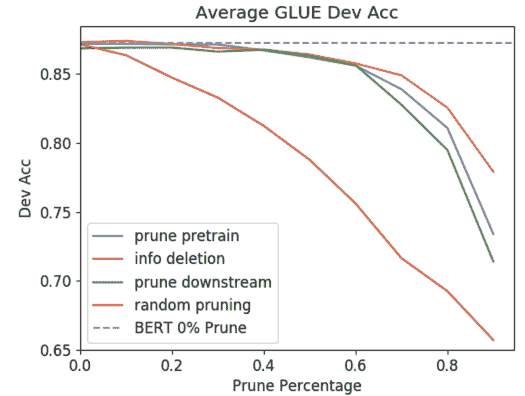 Average GLUE Dev Acc
Dev Acc
0.85
0.80
0.75
0.70
0.65
prune pretrain
info deletion
prune downstream
random pruning
BERT 0% Prune
0.0 0.2 0.4 0.6 0.8
Prune Percentage